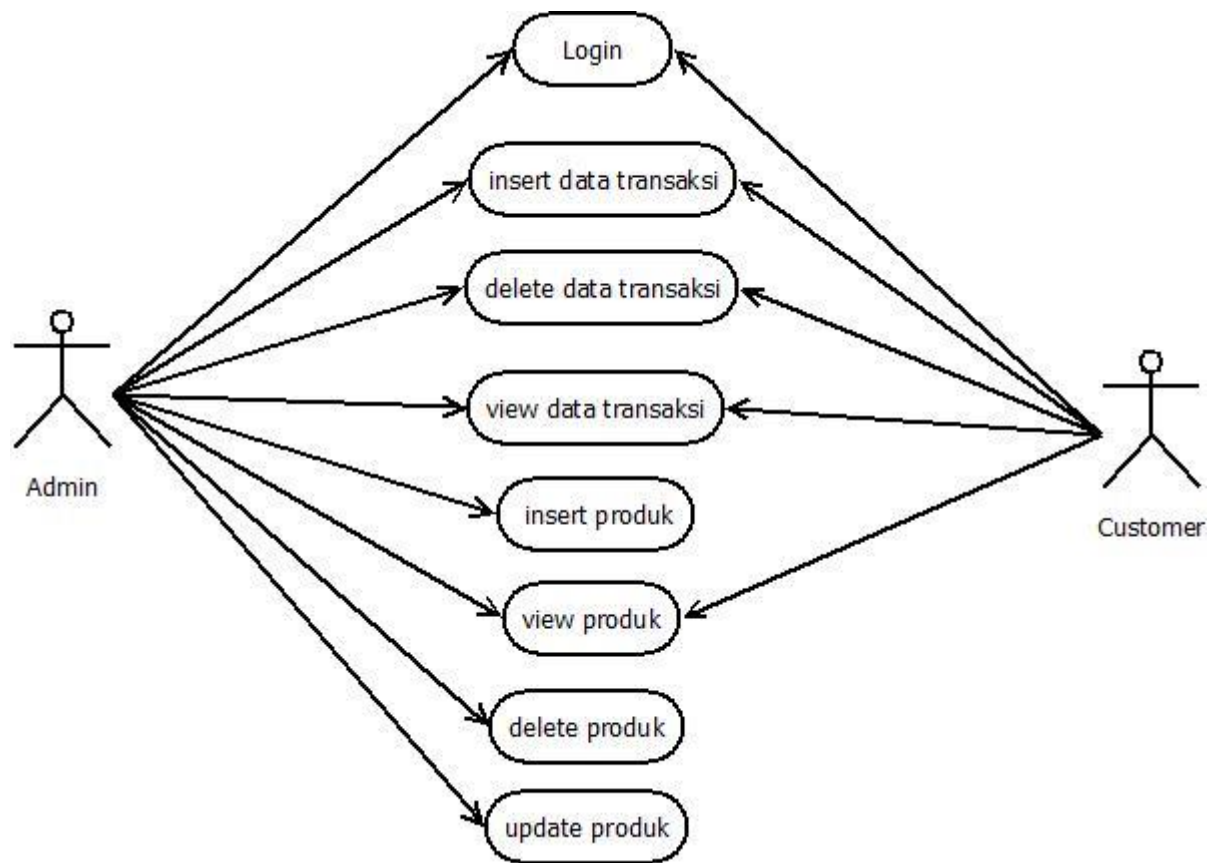 Login
insert data transaksi
delete data transaksi
view data transaksi
Admin
insert produk
Customer
view produk
delete produk
update produk